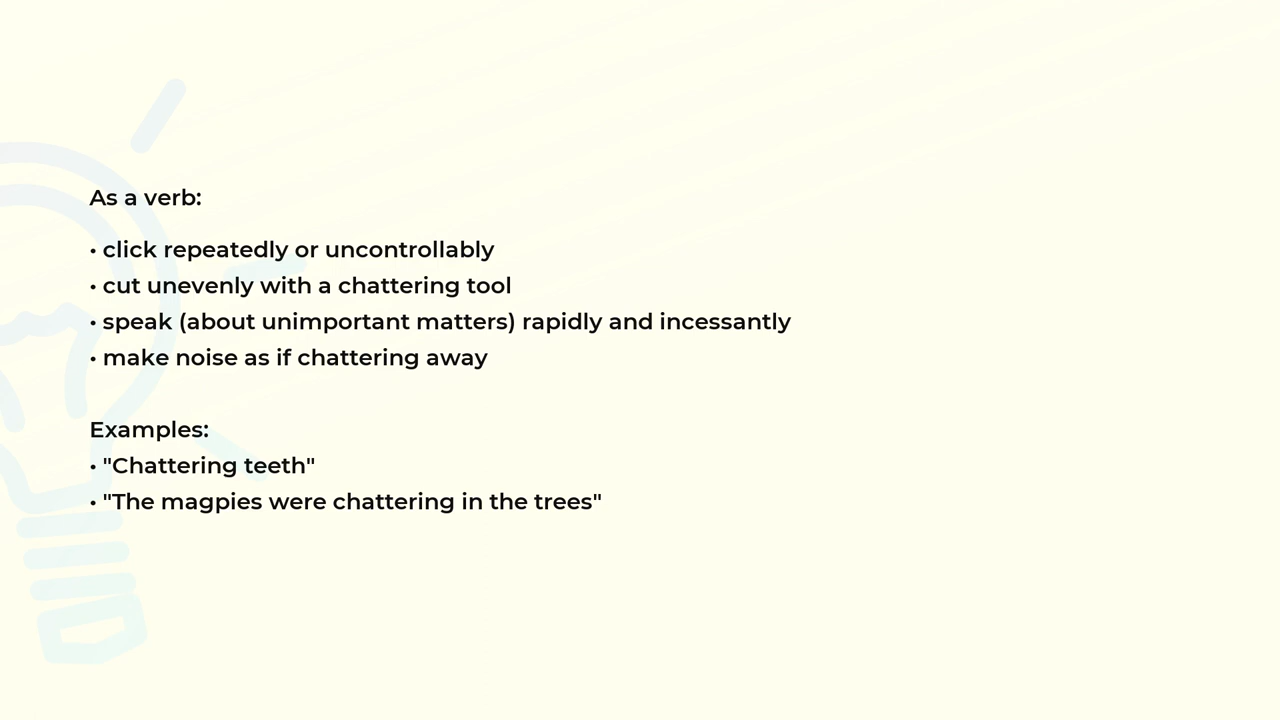 As a verb:
• click repeatedly or uncontrollably
• cut unevenly with a chattering tool
• speak (about unimportant matters) rapidly and incessantly
• make noise as if chattering away
Examples:
• "Chattering teeth"
• "The magpies were chattering in the trees"